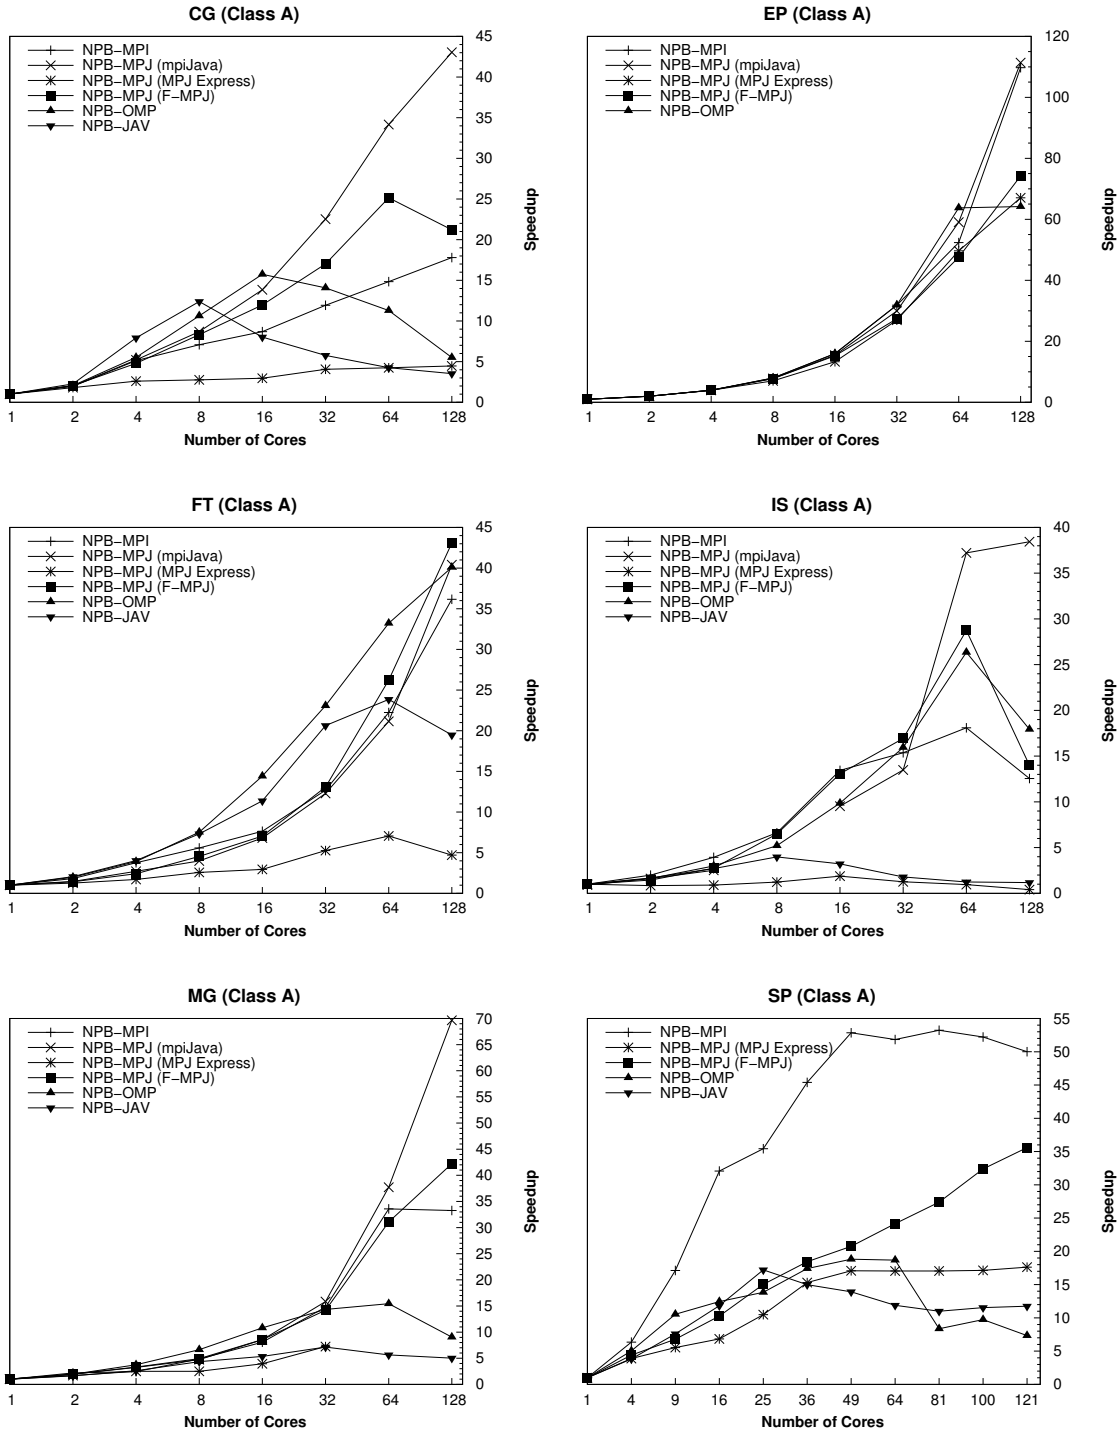 CG (Class A)
NPB−MPI
NPB−MPJ (mpiJava)
NPB−MPJ (MPJ Express)
NPB−MPJ (F−MPJ)
NPB−OMP
NPB−JAV
45
40
35
30
25
20
15
10
5
0
Speedup
1 2 4 8 16 32 64 128
Number of Cores
EP (Class A)
NPB−MPI
NPB−MPJ (mpiJava)
NPB−MPJ (MPJ Express)
NPB−MPJ (F−MPJ)
NPB−OMP
120
100
80
60
40
20
0
Speedup
1 2 4 8 16 32 64 128
Number of Cores
FT (Class A)
NPB−MPI
NPB−MPJ (mpiJava)
NPB−MPJ (MPJ Express)
NPB−MPJ (F−MPJ)
NPB−OMP
NPB−JAV
45
40
35
30
25
20
15
10
5
0
Speedup
1 2 4 8 16 32 64 128
Number of Cores
IS (Class A)
NPB−MPI
NPB−MPJ (mpiJava)
NPB−MPJ (MPJ Express)
NPB−MPJ (F−MPJ)
NPB−OMP
NPB−JAV
40
35
30
25
20
15
10
5
0
Speedup
1 2 4 8 16 32 64 128
Number of Cores
MG (Class A)
NPB−MPI
NPB−MPJ (mpiJava)
NPB−MPJ (MPJ Express)
NPB−MPJ (F−MPJ)
NPB−OMP
NPB−JAV
70
65
60
55
50
45
40
35
30
25
20
15
10
5
0
Speedup
1 2 4 8 16 32 64 128
Number of Cores
SP (Class A)
NPB−MPI
NPB−MPJ (MPJ Express)
NPB−MPJ (F−MPJ)
NPB−OMP
NPB−JAV
55
50
45
40
35
30
25
20
15
10
5
0
Speedup
1 4 9 16 25 36 49 64 81 100 121
Number of Cores